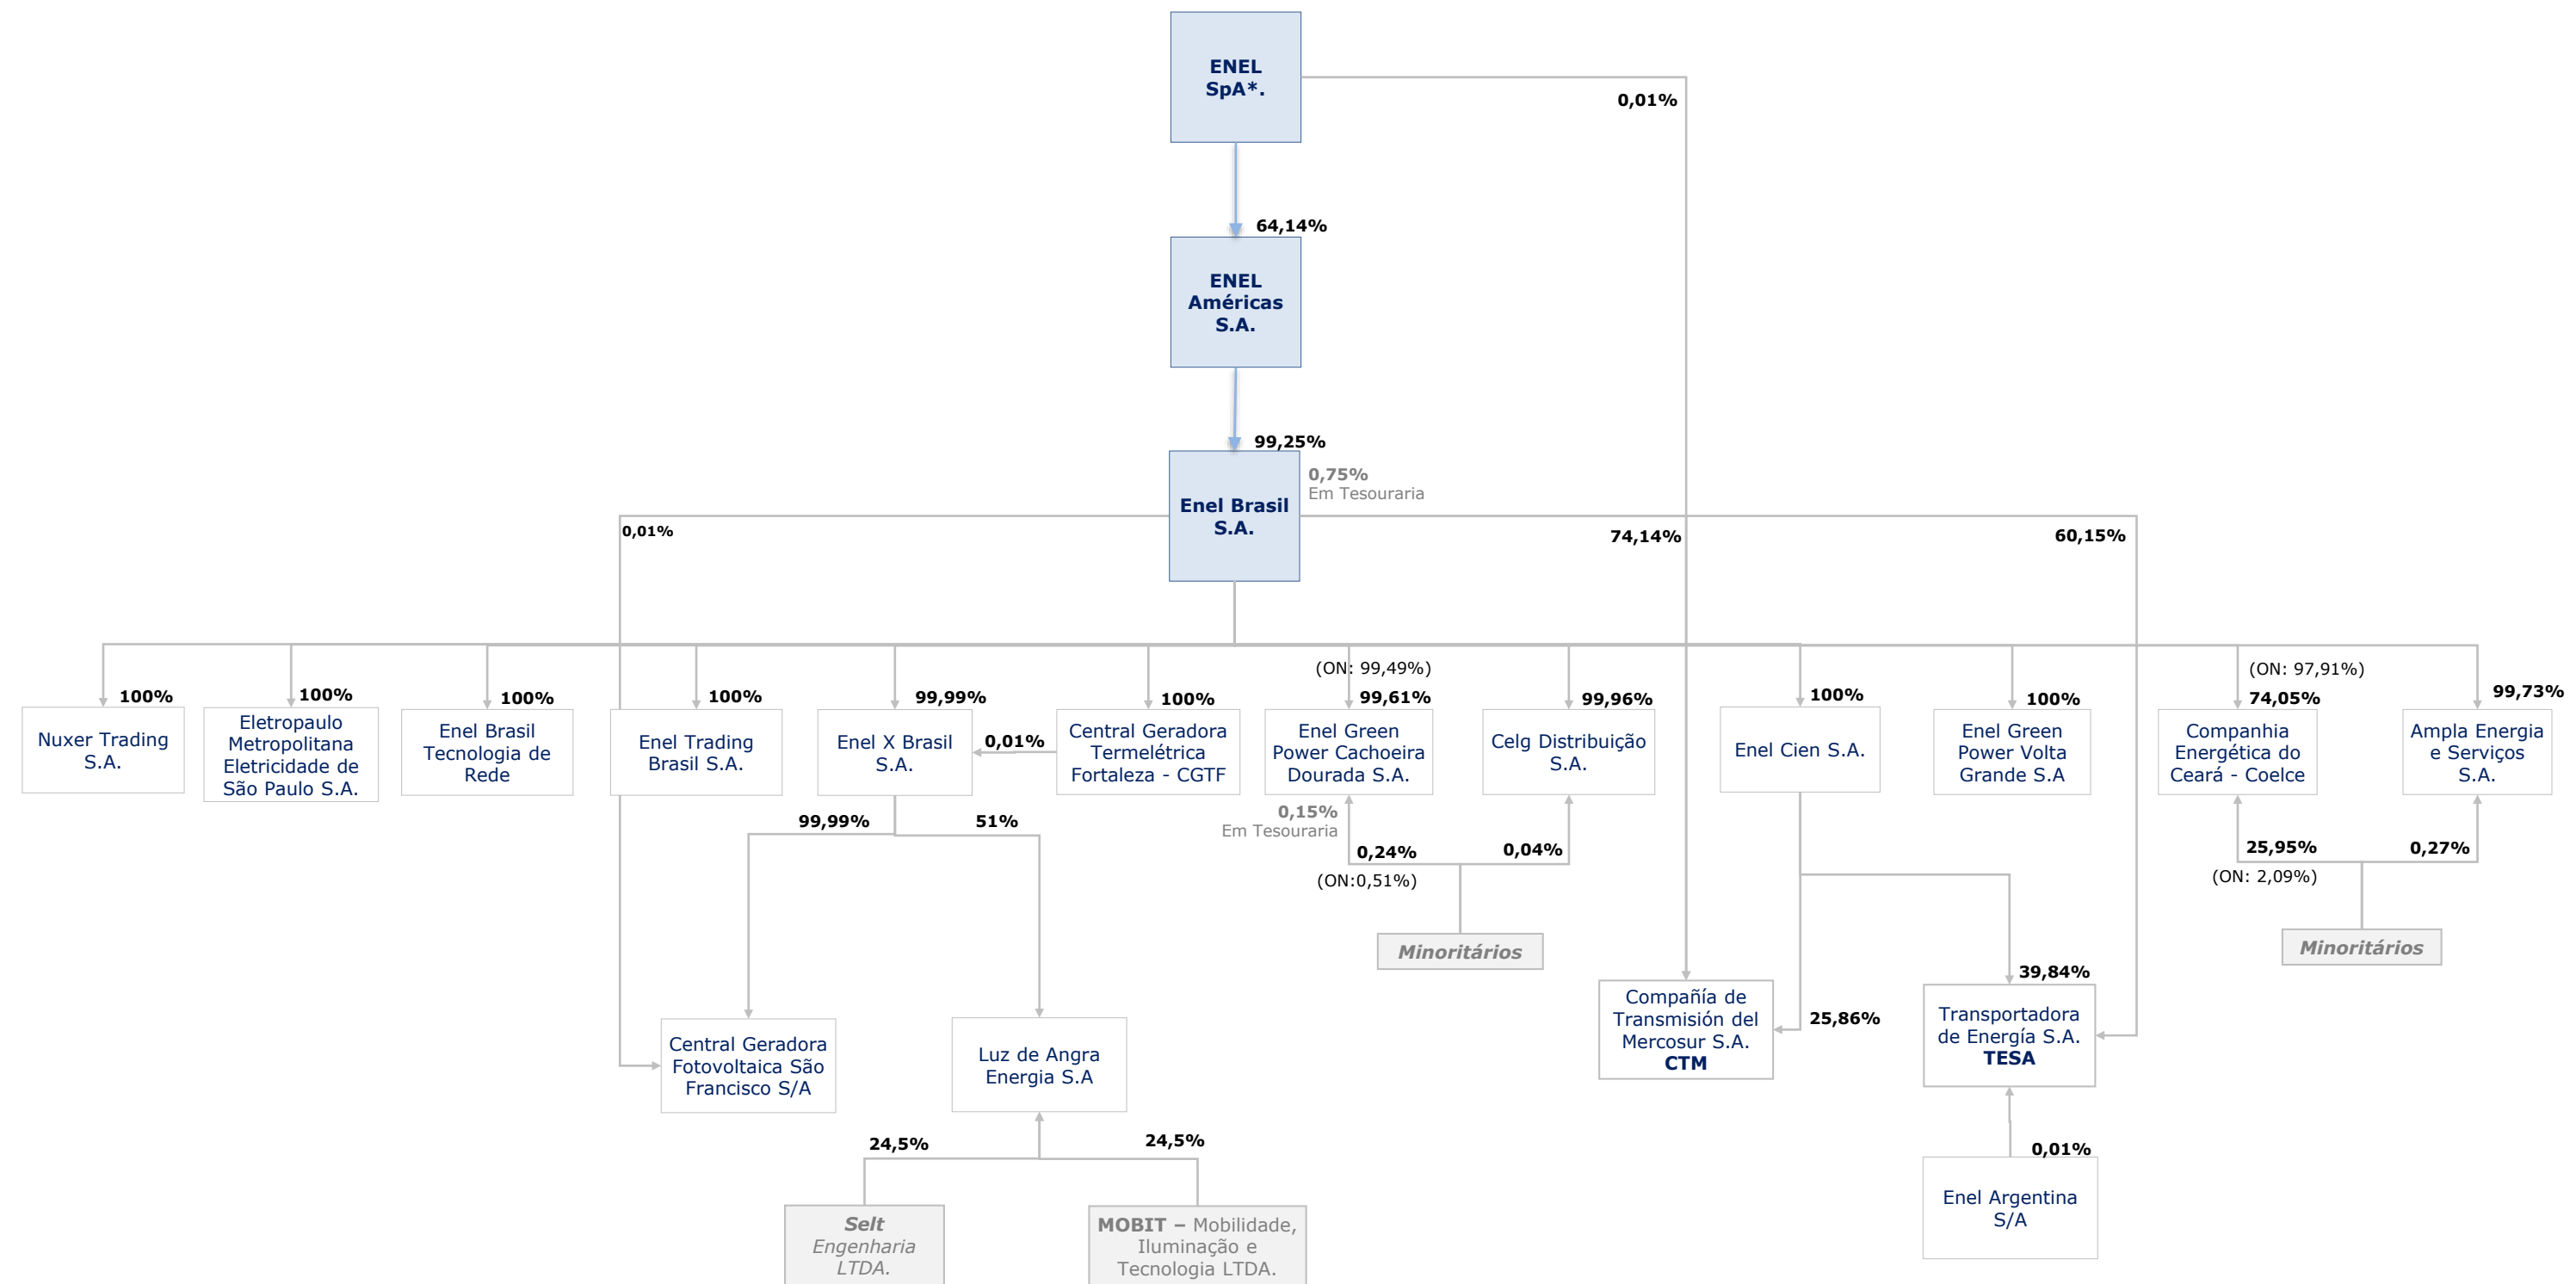 ENEL
SpA*.
0,01%
64,14%
ENEL
Américas
S.A.
99,25%
0,75%
Em Tesouraria
Enel Brasil
S.A.
0,01%
74,14%
60,15%
(ON: 99,49%)
(ON: 97,91%)
100%
100%
100%
100%
99,99%
100%
99,61%
99,96%
100%
100%
74,05%
99,73%
Nuxer Trading
S.A.
Eletropaulo
Metropolitana
Eletricidade de
São Paulo S.A.
Enel Brasil
Tecnologia de
Rede
Enel Trading
Brasil S.A.
Enel X Brasil
S.A.
0,01%
Central Geradora
Termelétrica
Fortaleza - CGTF
Enel Green
Power Cachoeira
Dourada S.A.
Celg Distribuição
S.A.
Enel Cien S.A.
Enel Green
Power Volta
Grande S.A
Companhia
Energética do
Ceará - Coelce
Ampla Energia
e Serviços
S.A.
99,99%
51%
0,15%
Em Tesouraria
0,24%
0,04%
(ON:0,51%)
25,95%
0,27%
(ON: 2,09%)
Minoritários
Minoritários
39,84%
Central Geradora
Fotovoltaica São
Francisco S/A
Luz de Angra
Energia S.A
Compañía de
Transmisión del
Mercosur S.A.
CTM
25,86%
Transportadora
de Energía S.A.
TESA
24,5%
24,5%
0,01%
Selt
Engenharia
LTDA.
MOBIT – Mobilidade,
Iluminação e
Tecnologia LTDA.
Enel Argentina
S/A